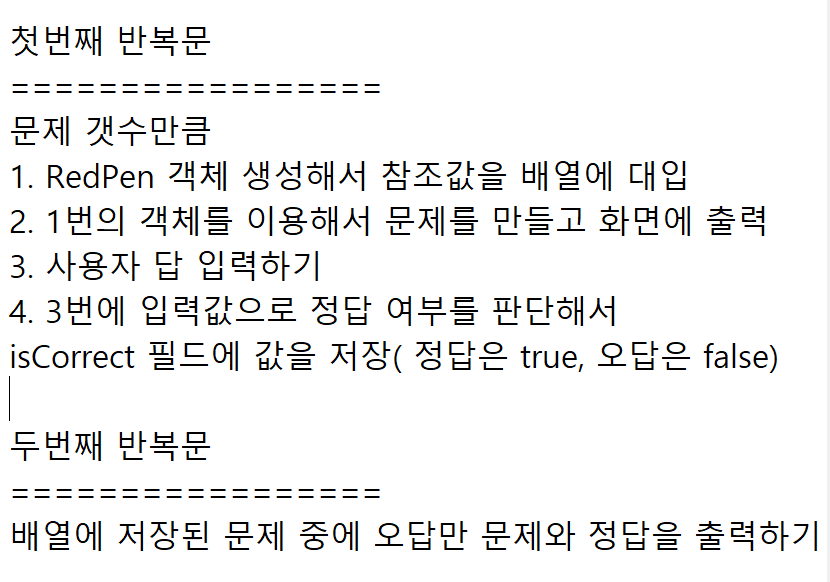 첫번째 반복문
=================
문제 갯수만큼
1. RedPen 객체 생성해서 참조값을 배열에 대입
2. 1번의 객체를 이용해서 문제를 만들고 화면에 출력
3. 사용자 답 입력하기
4. 3번에 입력값으로 정답 여부를 판단해서
isCorrect 필드에 값을 저장( 정답은 true, 오답은 false)
두번째 반복문
=================
배열에 저장된 문제 중에 오답만 문제와 정답을 출력하기